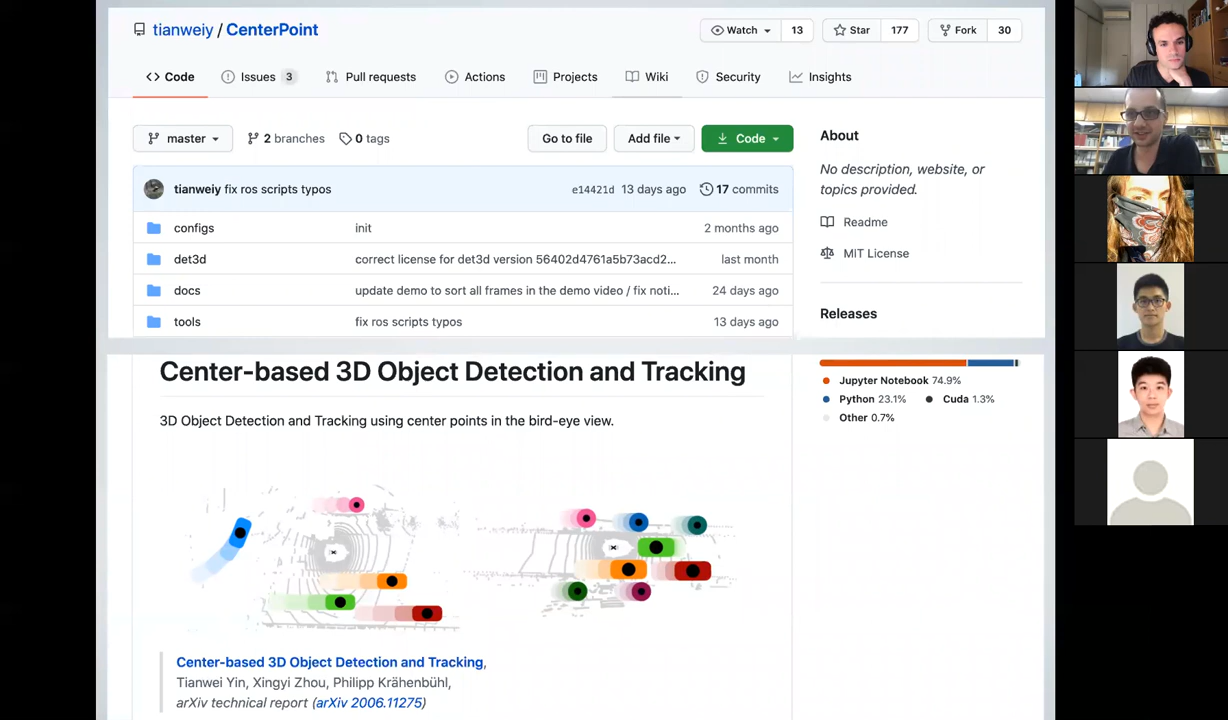 tianweiy / CenterPoint
Watch 13
Star 177
Fork 30
Code
Issues 3
Pull requests
Actions
Projects
Wiki
Security
Insights
master
2 branches
0 tags
Go to file
Add file
Code
tianweiy fix ros scripts typos e14421d 13 days ago 17 commits
configs init 2 months ago
det3d correct license for det3d version 56402d4761a5b73acd2... last month
docs update demo to sort all frames in the demo video / fix noti... 24 days ago
tools fix ros scripts typos 13 days ago
About
No description, website, or
topics provided.
Readme
MIT License
Releases
Center-based 3D Object Detection and Tracking
3D Object Detection and Tracking using center points in the bird-eye view.
Center-based 3D Object Detection and Tracking,
Tianwei Yin, Xingyi Zhou, Philipp Krähenbühl,
arXiv technical report (arXiv 2006.11275)
Jupyter Notebook 74.9%
Python 23.1%
Cuda 1.3%
Other 0.7%